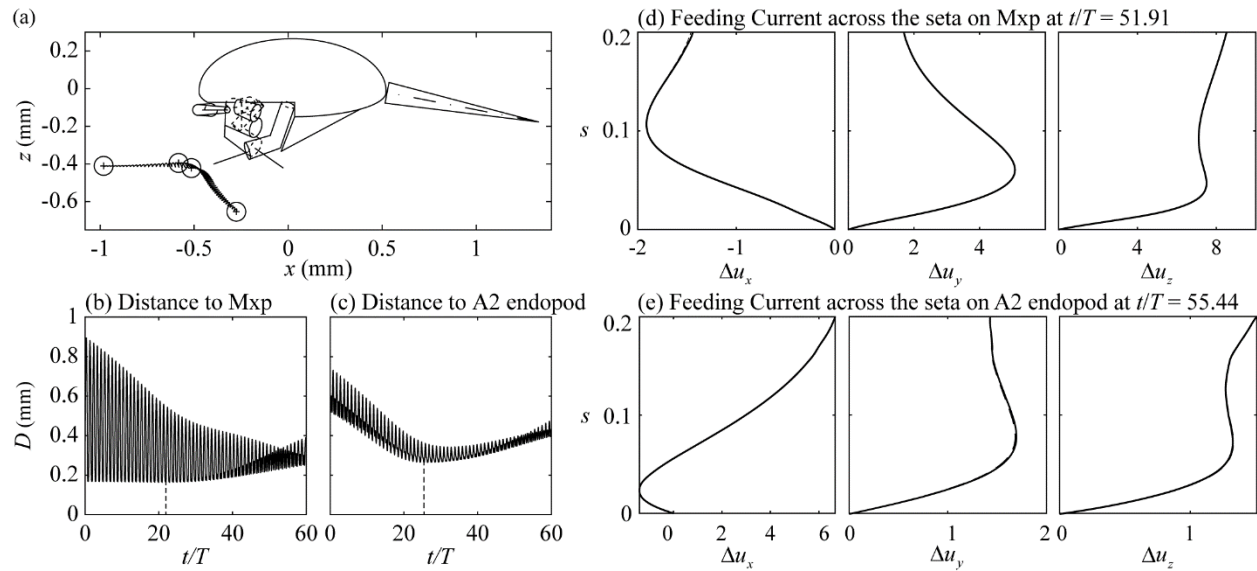 (a)
0.2
0
-0.2
-0.4
-0.6
z (mm)
-1
-0.5
0
0.5
1
x (mm)
(b) Distance to Mxp
1
0.8
0.6
0.4
0.2
0
D (mm)
0
20
40
60
t/T
(c) Distance to A2 endopod
0
20
40
60
t/T
(d) Feeding Current across the seta on Mxp at t/T = 51.91
0.2
0.1
0
s
-2
-1
0
Δuₓ
0
2
4
Δu_y
0
4
8
Δu_z
(e) Feeding Current across the seta on A2 endopod at t/T = 55.44
0.2
0.1
0
s
0
2
4
6
Δuₓ
0
1
2
Δu_y
1
Δu_z